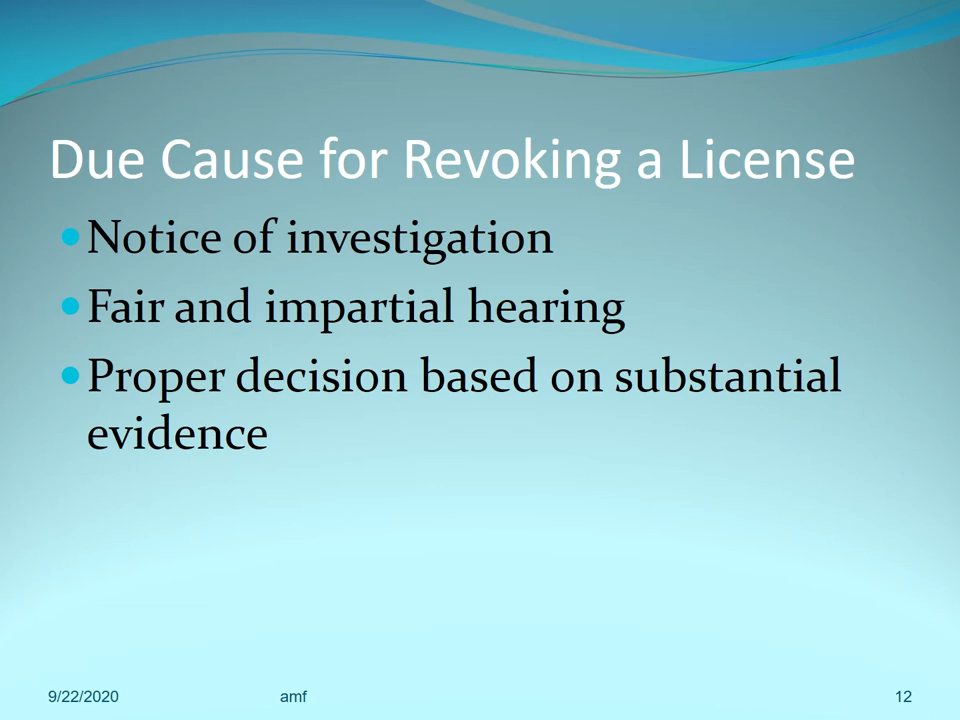 Due Cause for Revoking a License
• Notice of investigation
• Fair and impartial hearing
• Proper decision based on substantial
evidence
9/22/2020 amf 12